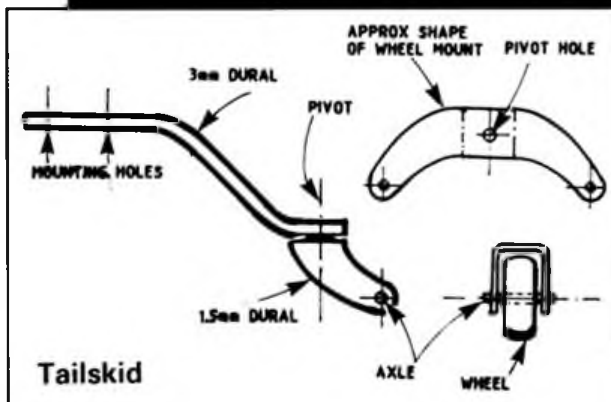 APPROX SHAPE
OF WHEEL MOUNT
PIVOT HOLE
3mm DURAL
PIVOT
MOUNTING HOLES
1.5mm DURAL
AXLE
WHEEL
Tailskid